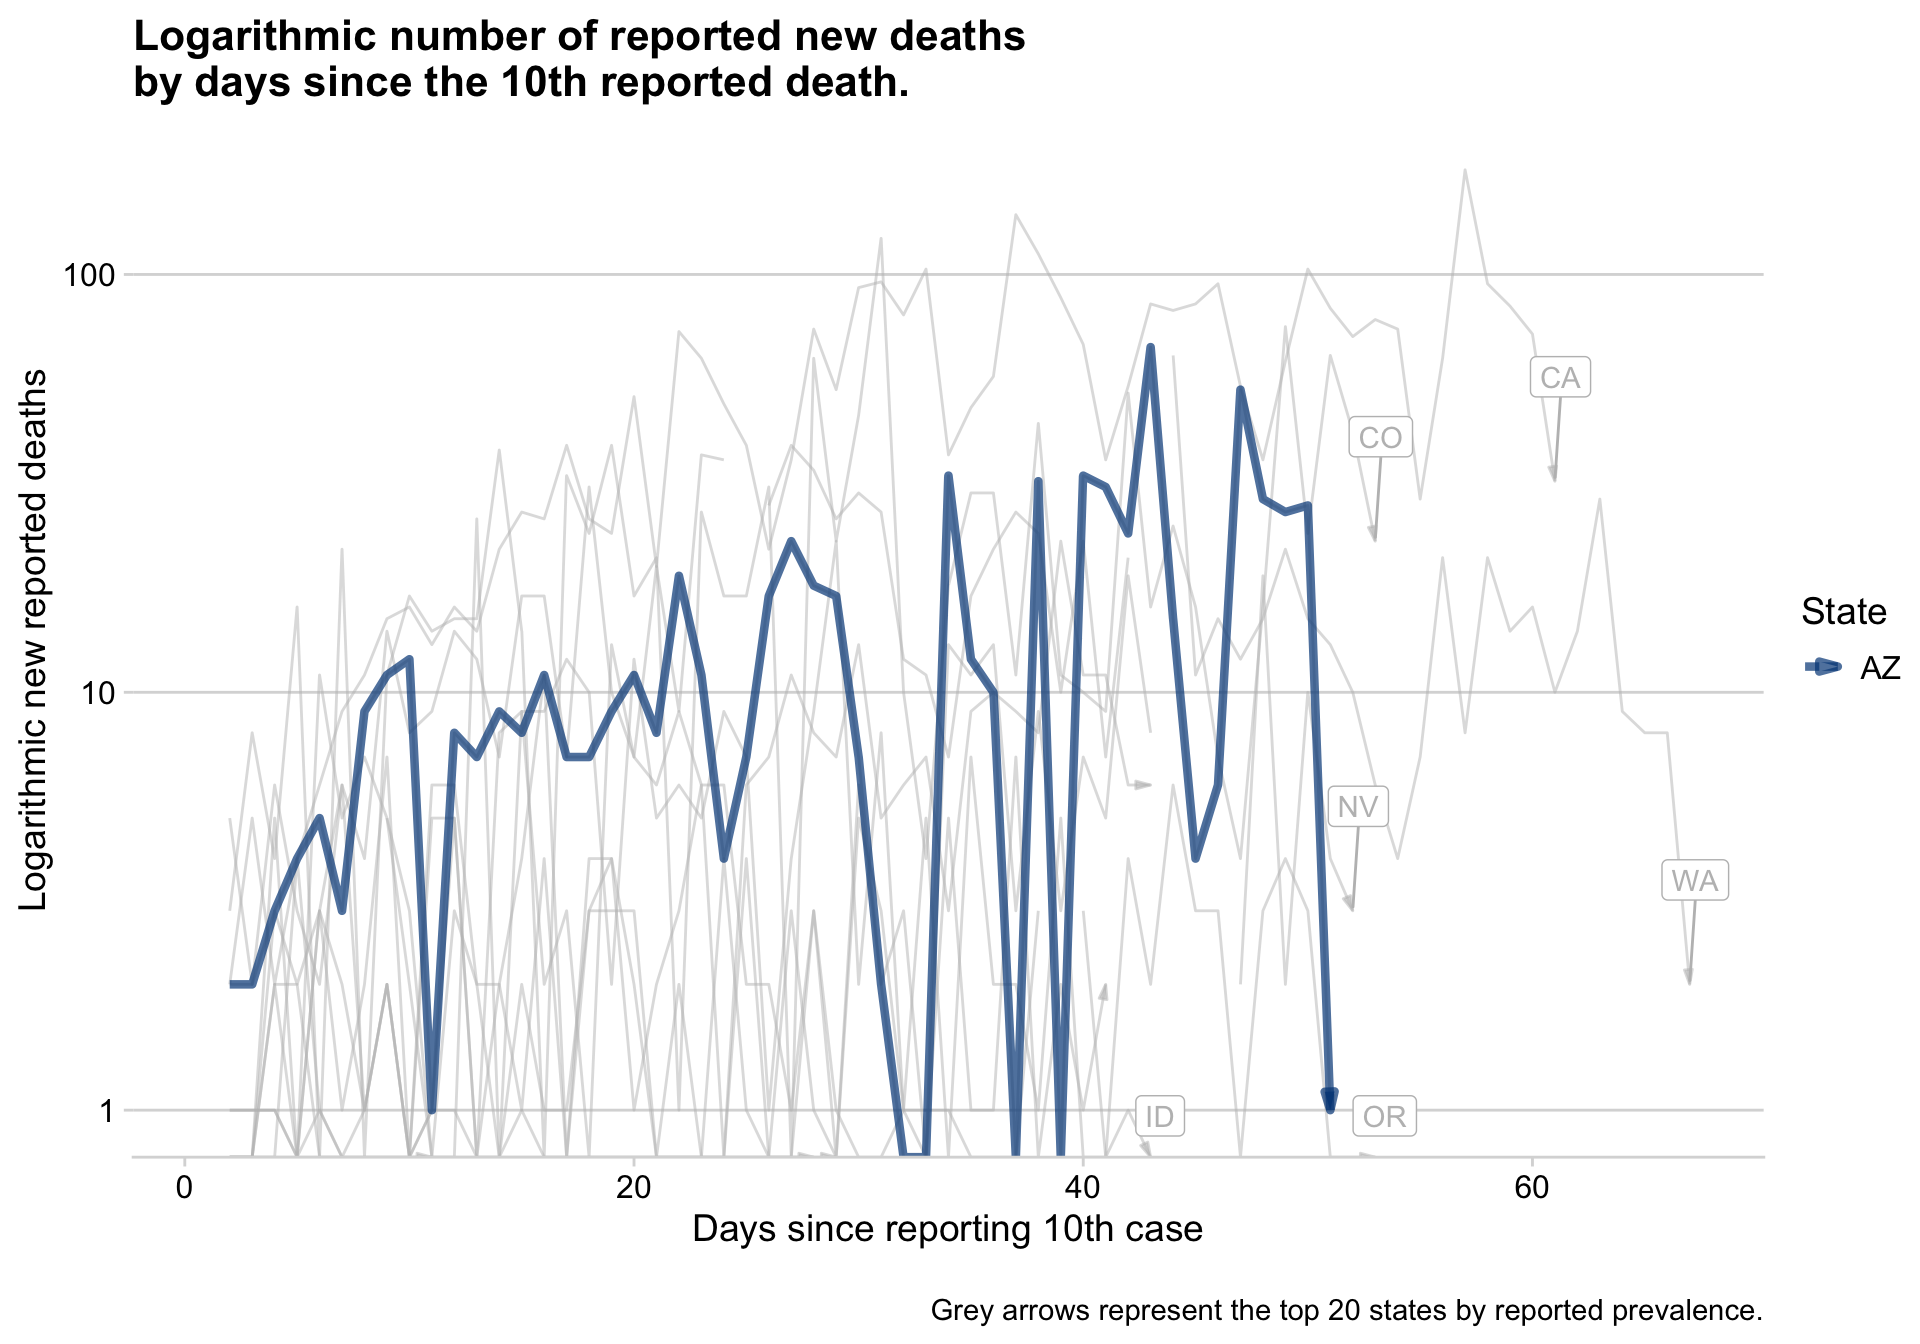 Logarithmic number of reported new deaths
by days since the 10th reported death.
Logarithmic new reported deaths
100
10
1
CA
CO
NV
WA
ID
OR
State
AZ
0
20
40
60
Days since reporting 10th case
Grey arrows represent the top 20 states by reported prevalence.